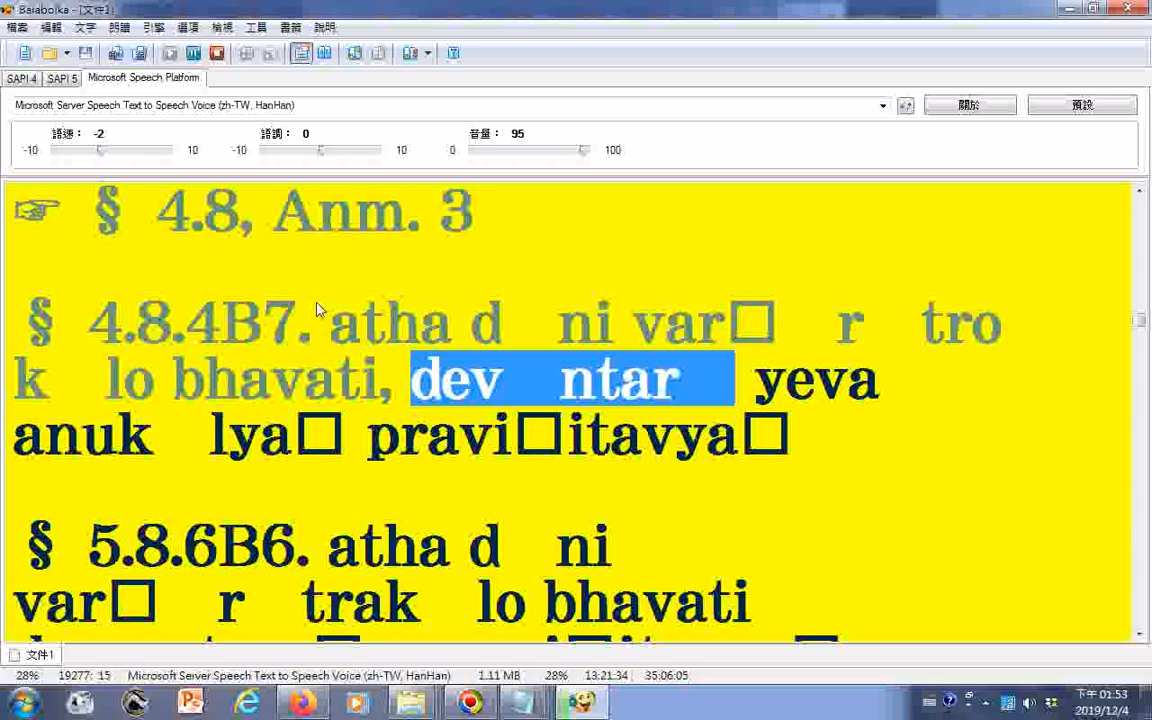 Balabolka - [文件1]
檔案 編輯 文字 朗讀 引擎 選項 檢視 工具 書籤 說明
SAPI 4 SAPI 5 Microsoft Speech Platform
Microsoft Server Speech Text to Speech Voice (zh-TW, HanHan) 關於 預設
語速： -2 語調： 0 音量： 95
-10 10 -10 10 0 100
☞ § 4.8, Anm. 3
§ 4.8.4B7. atha d ni var□ r tro
k lo bhavati, dev ntar yeva
anuk lya□ pravi□itavya□
§ 5.8.6B6. atha d ni
var□ r trak lo bhavati
文件1
28% 19277: 15 Microsoft Server Speech Text to Speech Voice (zh-TW, HanHan) 1.11 MB 28% 13:21:34 35:06:05
下午 01:53
2019/12/4